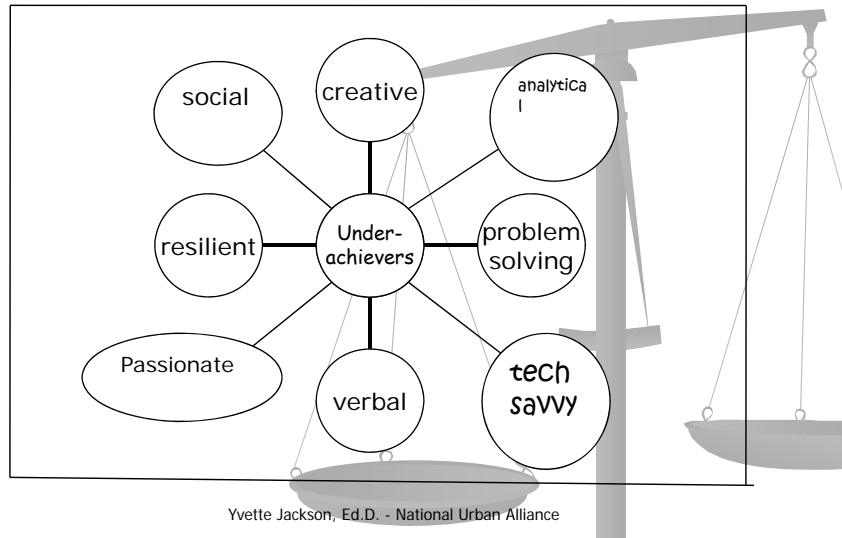 social
creative
analytica
l
resilient
Under-
achievers
problem
solving
Passionate
verbal
tech
savvy
Yvette Jackson, Ed.D. - National Urban Alliance